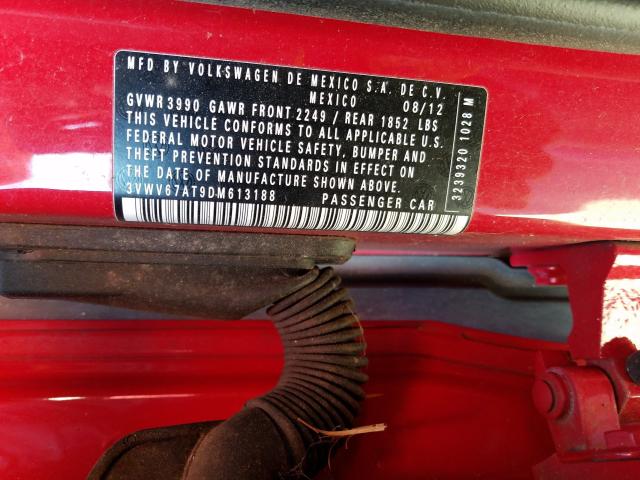 MFD BY VOLKSWAGEN DE MEXICO S.A. DE C.V.
MEXICO 08/12
GVWR 3990 GAWR FRONT 2249 / REAR 1852 LBS
THIS VEHICLE CONFORMS TO ALL APPLICABLE U.S.
FEDERAL MOTOR VEHICLE SAFETY, BUMPER AND
THEFT PREVENTION STANDARDS IN EFFECT ON
THE DATE OF MANUFACTURE SHOWN ABOVE.
3VWV67AT9DM613188 PASSENGER CAR
3239320 1028 M